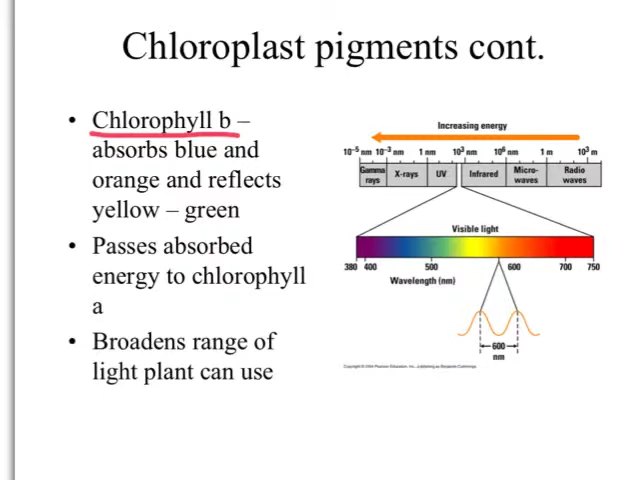 Chloroplast pigments cont.
• Chlorophyll b –
absorbs blue and
orange and reflects
yellow – green
• Passes absorbed
energy to chlorophyll
a
• Broadens range of
light plant can use
Increasing energy
10⁻⁵ nm 10⁻³ nm 1 nm 10³ nm 10⁶ nm 1 m 10³ m
Gamma rays X-rays UV Infrared Micro-waves Radio waves
Visible light
380 400 500 600 700 750
Wavelength (nm)
600
nm
Copyright © 2004 Pearson Education, Inc., publishing as Benjamin Cummings.